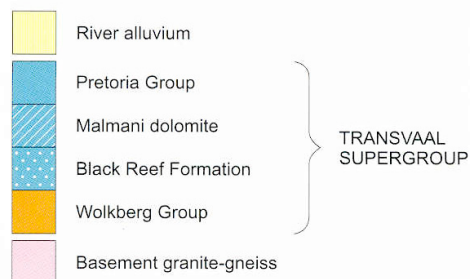 River alluvium
Pretoria Group
Malmani dolomite
Black Reef Formation
Wolkberg Group
TRANSVAAL
SUPERGROUP
Basement granite-gneiss